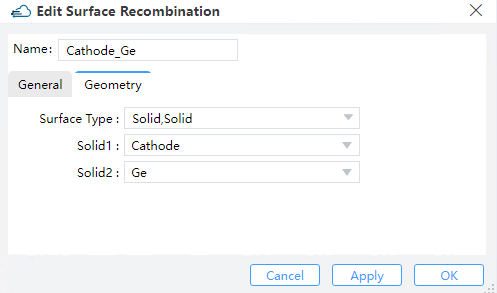 Edit Surface Recombination
Name: Cathode_Ge
General Geometry
Surface Type : Solid,Solid
Solid1 : Cathode
Solid2 : Ge
Cancel Apply OK